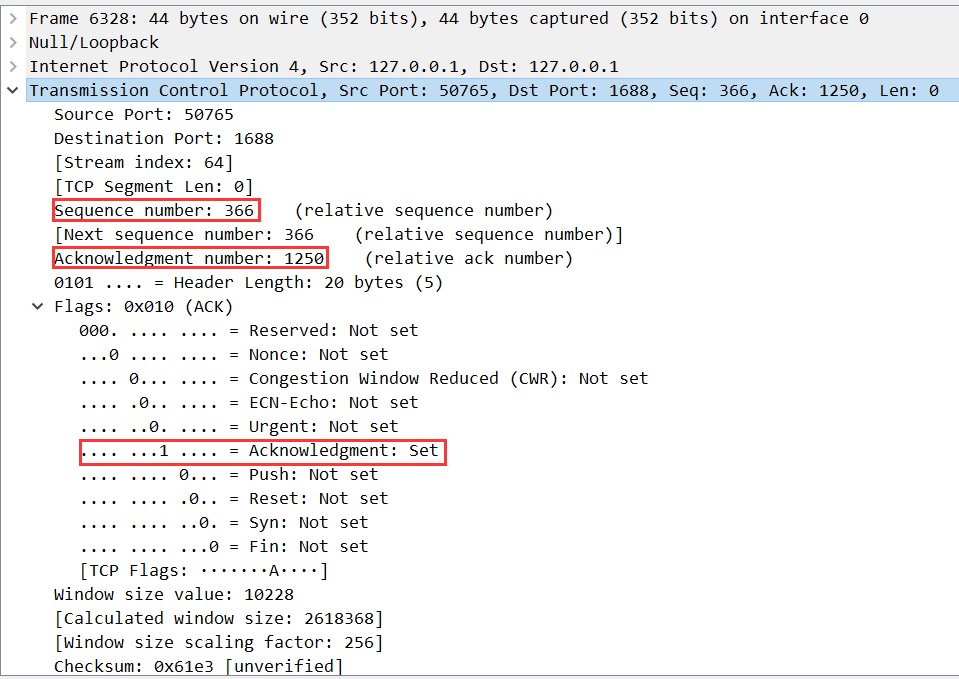 Frame 6328: 44 bytes on wire (352 bits), 44 bytes captured (352 bits) on interface 0
Null/Loopback
Internet Protocol Version 4, Src: 127.0.0.1, Dst: 127.0.0.1
Transmission Control Protocol, Src Port: 50765, Dst Port: 1688, Seq: 366, Ack: 1250, Len: 0
Source Port: 50765
Destination Port: 1688
[Stream index: 64]
[TCP Segment Len: 0]
Sequence number: 366    (relative sequence number)
[Next sequence number: 366    (relative sequence number)]
Acknowledgment number: 1250    (relative ack number)
0101 .... = Header Length: 20 bytes (5)
Flags: 0x010 (ACK)
000. .... .... = Reserved: Not set
...0 .... .... = Nonce: Not set
.... 0... .... = Congestion Window Reduced (CWR): Not set
.... .0.. .... = ECN-Echo: Not set
.... ..0. .... = Urgent: Not set
.... ...1 .... = Acknowledgment: Set
.... .... 0... = Push: Not set
.... .... .0.. = Reset: Not set
.... .... ..0. = Syn: Not set
.... .... ...0 = Fin: Not set
[TCP Flags: ·······A····]
Window size value: 10228
[Calculated window size: 2618368]
[Window size scaling factor: 256]
Checksum: 0x61e3 [unverified]